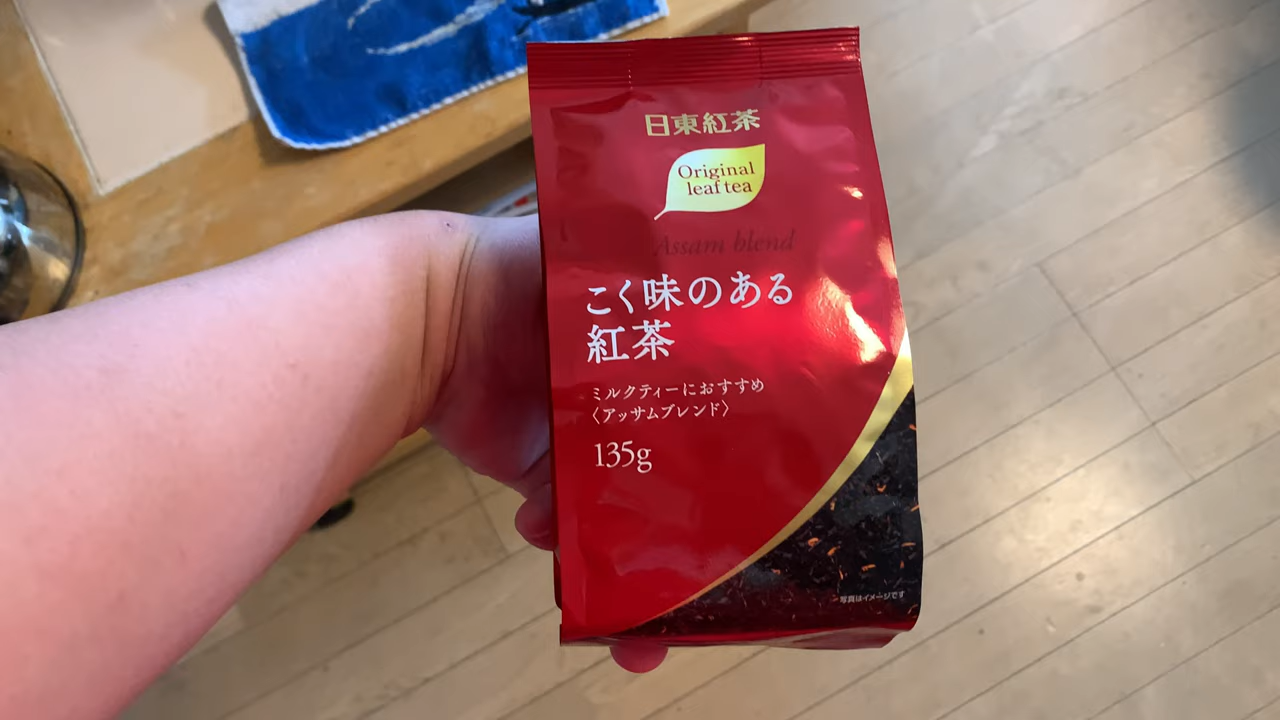 日東紅茶
Original
leaf tea
Assam blend
こく味のある
紅茶
ミルクティーにおすすめ
〈アッサムブレンド〉
135g
写真はイメージです